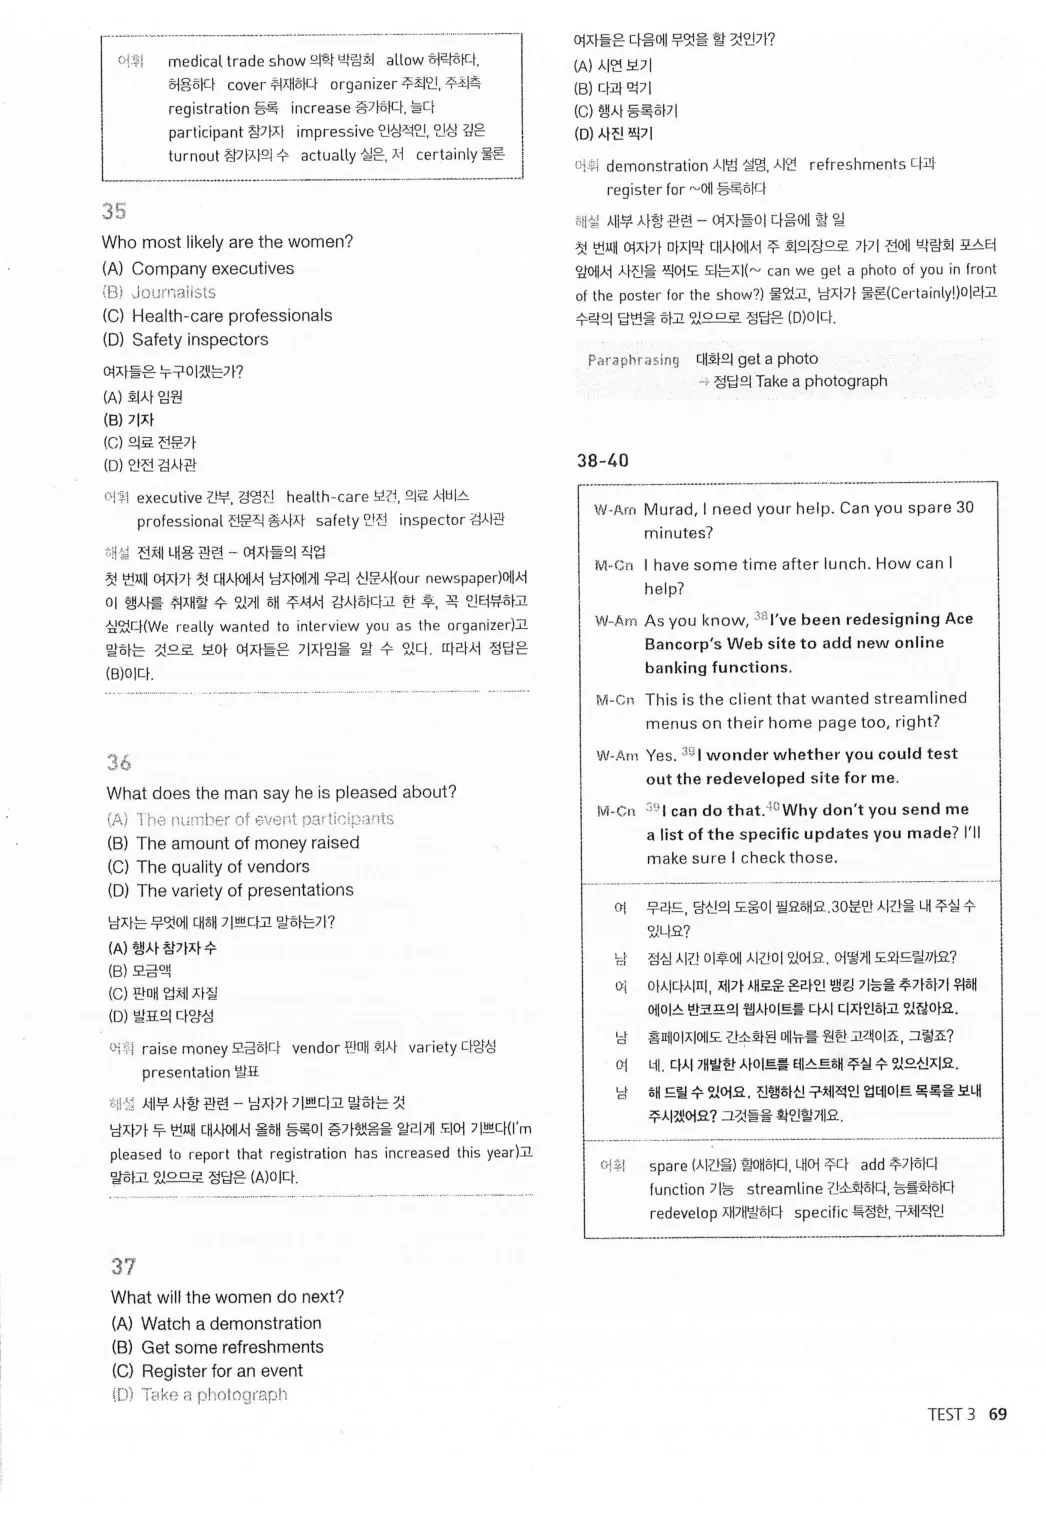 어휘 medical trade show 의학 박람회 allow 허락하다,
허용하다 cover 취재하다 organizer 주최인, 주최측
registration 등록 increase 증가하다, 늘다
participant 참가자 impressive 인상적인, 인상 깊은
turnout 참가자의 수 actually 실은, 저 certainly 물론
35
Who most likely are the women?
(A) Company executives
(B) Journalists
(C) Health-care professionals
(D) Safety inspectors
여자들은 누구이겠는가?
(A) 회사 임원
(B) 기자
(C) 의료 전문가
(D) 안전 검사관
어휘 executive 간부, 경영진 health-care 보건, 의료 서비스
professional 전문직 종사자 safety 안전 inspector 검사관
해설 전체 내용 관련 – 여자들의 직업
첫 번째 여자가 첫 대사에서 남자에게 우리 신문사(our newspaper)에서
이 행사를 취재할 수 있게 해 주셔서 감사하다고 한 후, 꼭 인터뷰하고
싶었다(We really wanted to interview you as the organizer)고
말하는 것으로 보아 여자들은 기자임을 알 수 있다. 따라서 정답은
(B)이다.
36
What does the man say he is pleased about?
(A) The number of event participants
(B) The amount of money raised
(C) The quality of vendors
(D) The variety of presentations
남자는 무엇에 대해 기쁘다고 말하는가?
(A) 행사 참가자 수
(B) 모금액
(C) 판매 업체 자질
(D) 발표의 다양성
어휘 raise money 모금하다 vendor 판매 회사 variety 다양성
presentation 발표
해설 세부 사항 관련 – 남자가 기쁘다고 말하는 것
남자가 두 번째 대사에서 올해 등록이 증가했음을 알리게 되어 기쁘다(I'm
pleased to report that registration has increased this year)고
말하고 있으므로 정답은 (A)이다.
37
What will the women do next?
(A) Watch a demonstration
(B) Get some refreshments
(C) Register for an event
(D) Take a photograph
여자들은 다음에 무엇을 할 것인가?
(A) 시연 보기
(B) 다과 먹기
(C) 행사 등록하기
(D) 사진 찍기
어휘 demonstration 시범 설명, 시연 refreshments 다과
register for ~에 등록하다
해설 세부 사항 관련 – 여자들이 다음에 할 일
첫 번째 여자가 마지막 대사에서 주 회의장으로 가기 전에 박람회 포스터
앞에서 사진을 찍어도 되는지(~ can we get a photo of you in front
of the poster for the show?) 물었고, 남자가 물론(Certainly!)이라고
수락의 답변을 하고 있으므로 정답은 (D)이다.
Paraphrasing 대화의 get a photo
→ 정답의 Take a photograph
38-40
W-Am Murad, I need your help. Can you spare 30
minutes?
M-Cn I have some time after lunch. How can I
help?
W-Am As you know, 38I've been redesigning Ace
Bancorp's Web site to add new online
banking functions.
M-Cn This is the client that wanted streamlined
menus on their home page too, right?
W-Am Yes. 39I wonder whether you could test
out the redeveloped site for me.
M-Cn 39I can do that. 40Why don't you send me
a list of the specific updates you made? I'll
make sure I check those.
여 무라드, 당신의 도움이 필요해요. 30분만 시간을 내 주실 수
있나요?
남 점심 시간 이후에 시간이 있어요. 어떻게 도와드릴까요?
여 아시다시피, 제가 새로운 온라인 뱅킹 기능을 추가하기 위해
에이스 반코프의 웹사이트를 다시 디자인하고 있잖아요.
남 홈페이지에도 간소화된 메뉴를 원한 고객이죠, 그렇죠?
여 네. 다시 개발한 사이트를 테스트해 주실 수 있으신지요.
남 해 드릴 수 있어요. 진행하신 구체적인 업데이트 목록을 보내
주시겠어요? 그것들을 확인할게요.
어휘 spare (시간을) 할애하다, 내어 주다 add 추가하다
function 기능 streamline 간소화하다, 능률화하다
redevelop 재개발하다 specific 특정한, 구체적인
TEST 3 69